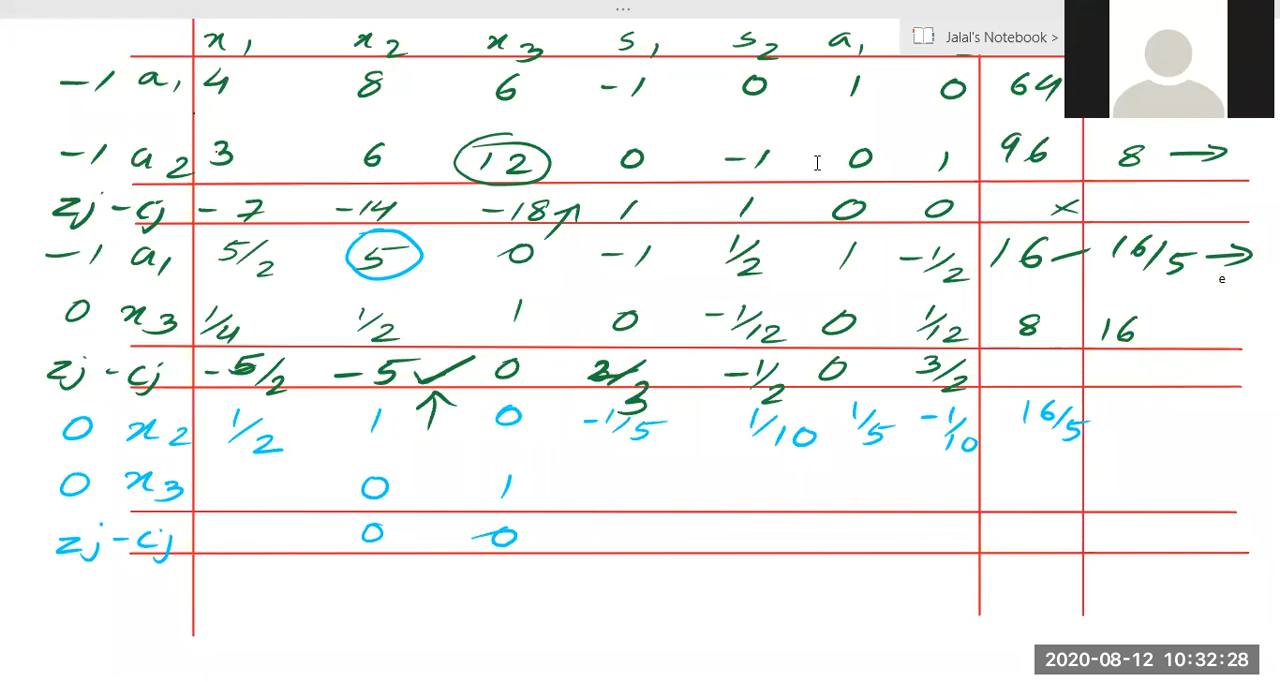 ...
Jalal's Notebook >
x1 x2 x3 s1 s2 a1
-1 a1 4 8 6 -1 0 1 0 64
-1 a2 3 6 12 0 -1 0 1 96 8 →
zj-cj -7 -14 -18 ↑ 1 1 0 0 x
-1 a1 5/2 5 0 -1 1/2 1 -1/2 16 - 16/5 →
e
0 x3 1/4 1/2 1 0 -1/12 0 1/12 8 16
zj-cj -5/2 -5 ✓ 0 -1/2 0 3/2
↑
0 x2 1/2 1 0 -1/5 1/10 1/5 -1/10 16/5
0 x3 0 1
zj-cj 0 0
2020-08-12 10:32:28